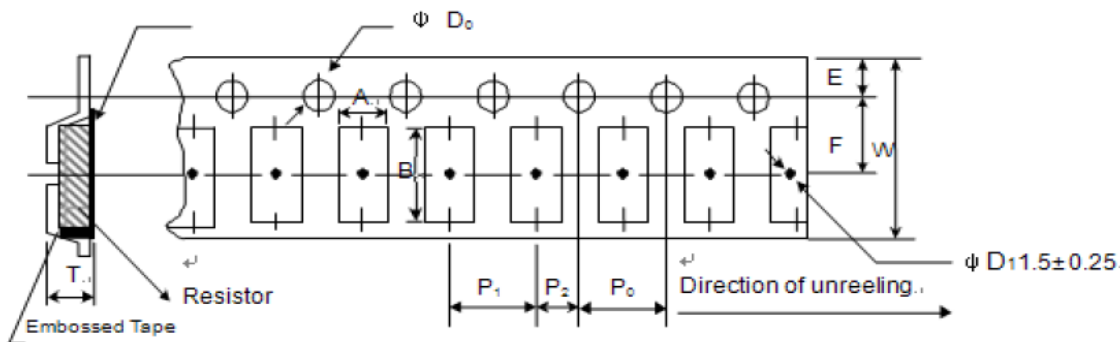 Φ D₀
E
A
F
W
B
ψ D₁1.5±0.25
T
P₁
P₂
P₀
Direction of unreeling
Resistor
Embossed Tape